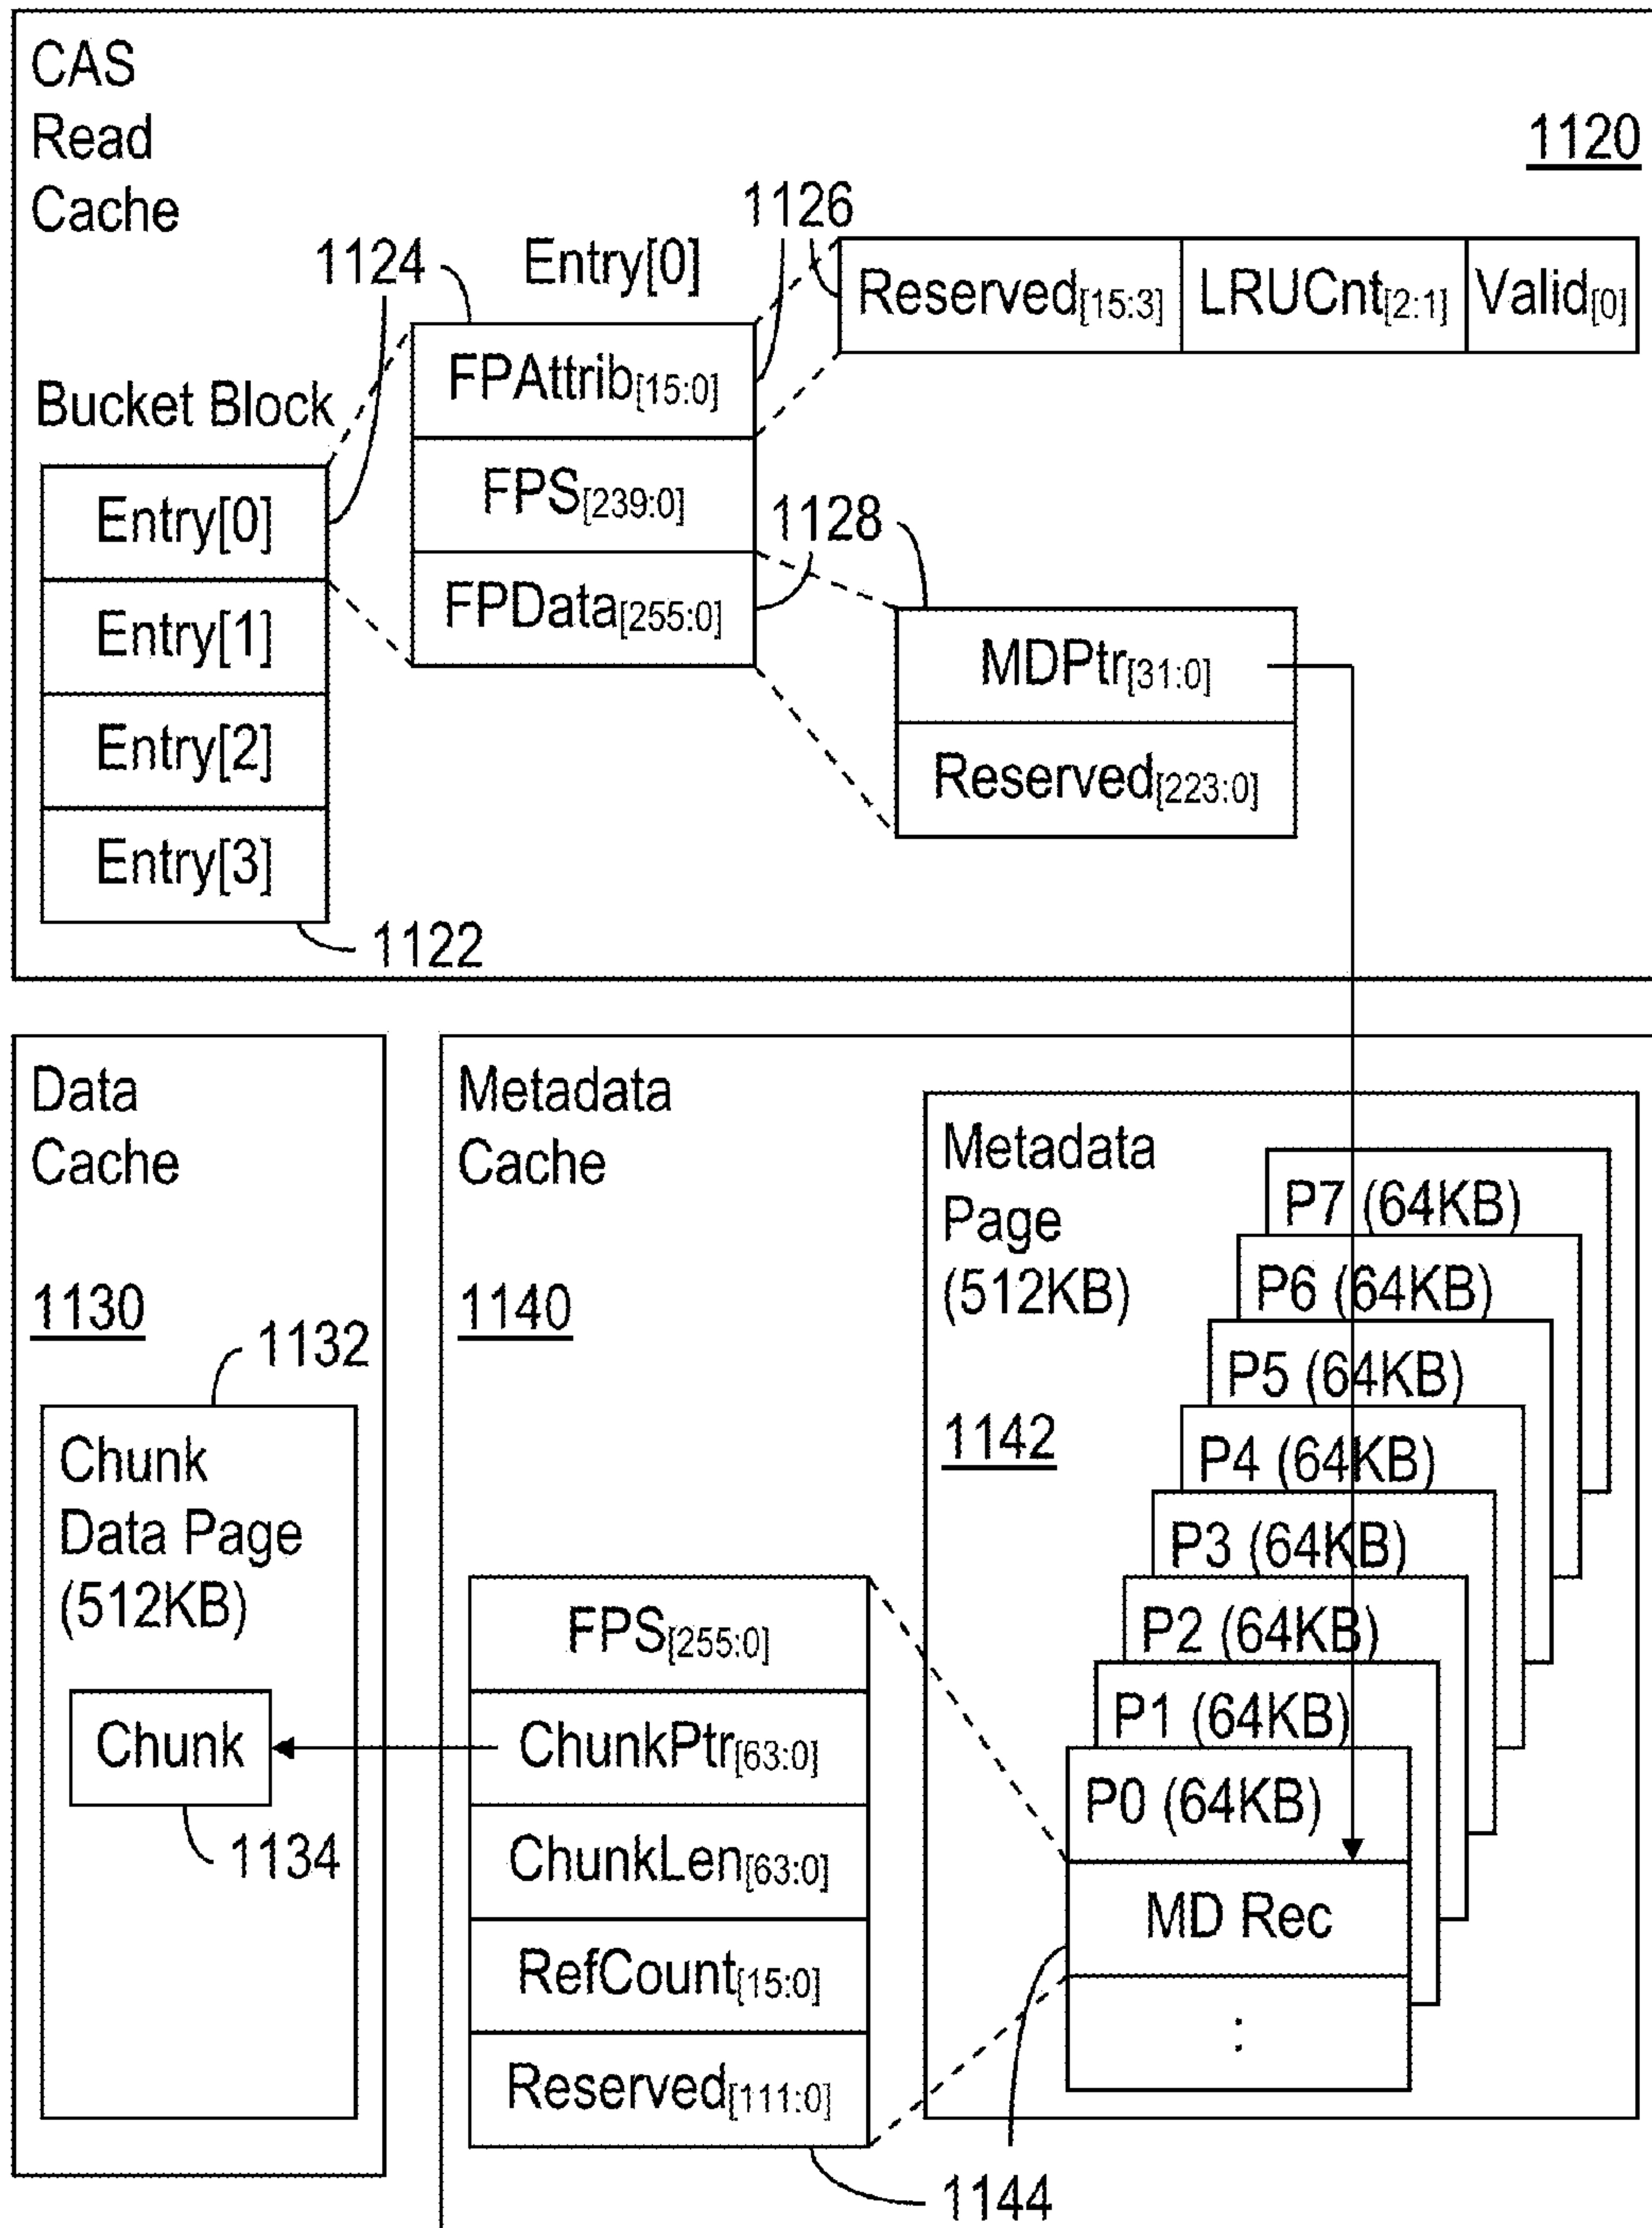 CAS
Read
Cache
1120
1126
1124
Entry[0]
Reserved[15:3]
LRUCnt[2:1]
Valid[0]
FPAttrib[15:0]
Bucket Block
FPS[239:0]
Entry[0]
1128
FPData[255:0]
Entry[1]
MDPtr[31:0]
Entry[2]
Reserved[223:0]
Entry[3]
1122
Data
Cache
1130
1132
Chunk
Data Page
(512KB)
Chunk
1134
Metadata
Cache
1140
FPS[255:0]
ChunkPtr[63:0]
ChunkLen[63:0]
RefCount[15:0]
Reserved[111:0]
1144
Metadata
Page
(512KB)
1142
P7 (64KB)
P6 (64KB)
P5 (64KB)
P4 (64KB)
P3 (64KB)
P2 (64KB)
P1 (64KB)
P0 (64KB)
MD Rec
: